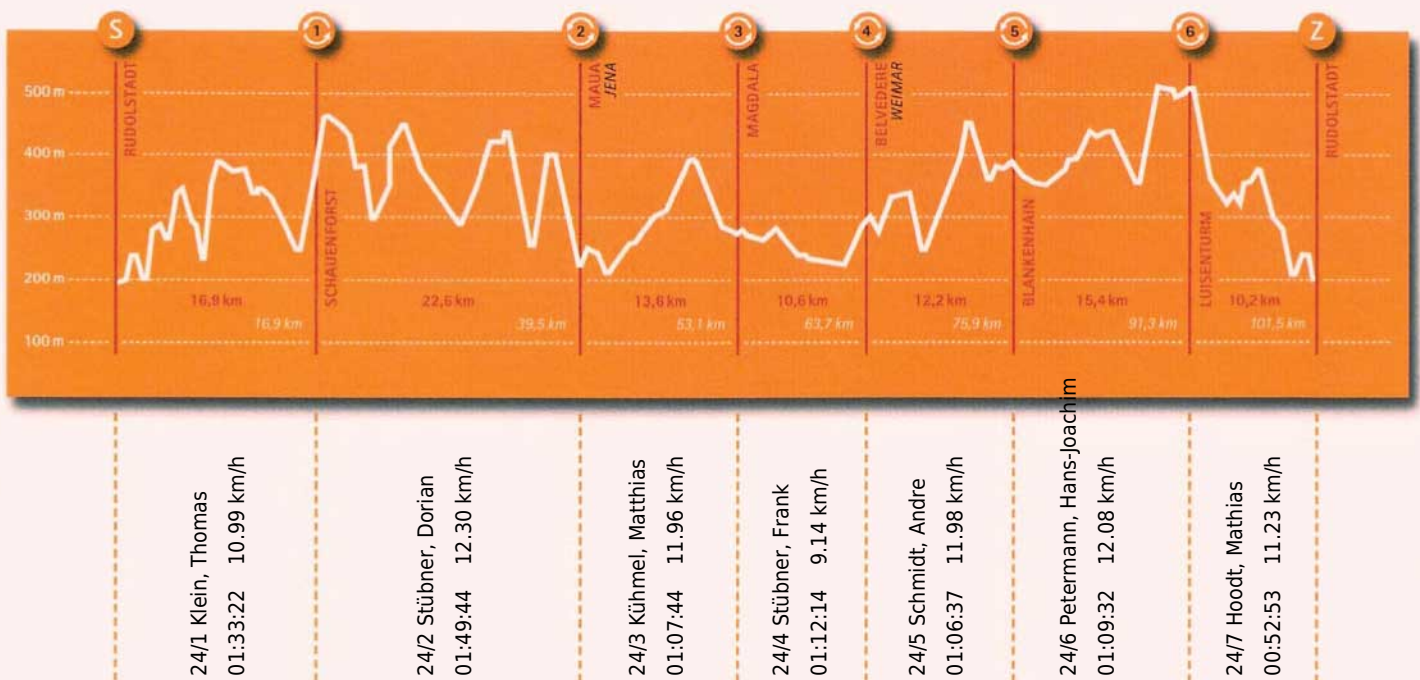 S
1
2
3
4
5
6
Z
500 m
400 m
300 m
200 m
100 m
RUDOLSTADT
SCHAUENFORST
MAUA
JENA
MAGDALA
BELVEDERE
WEIMAR
BLANKENHAIN
LUISENTURM
RUDOLSTADT
16,9 km
22,6 km
13,6 km
10,6 km
12,2 km
15,4 km
10,2 km
16,9 km
39,5 km
53,1 km
63,7 km
75,9 km
91,3 km
101,5 km
24/1 Klein, Thomas
01:33:22 10.99 km/h
24/2 Stübner, Dorian
01:49:44 12.30 km/h
24/3 Kühmel, Matthias
01:07:44 11.96 km/h
24/4 Stübner, Frank
01:12:14 9.14 km/h
24/5 Schmidt, Andre
01:06:37 11.98 km/h
24/6 Petermann, Hans-Joachim
01:09:32 12.08 km/h
24/7 Hoodt, Mathias
00:52:53 11.23 km/h